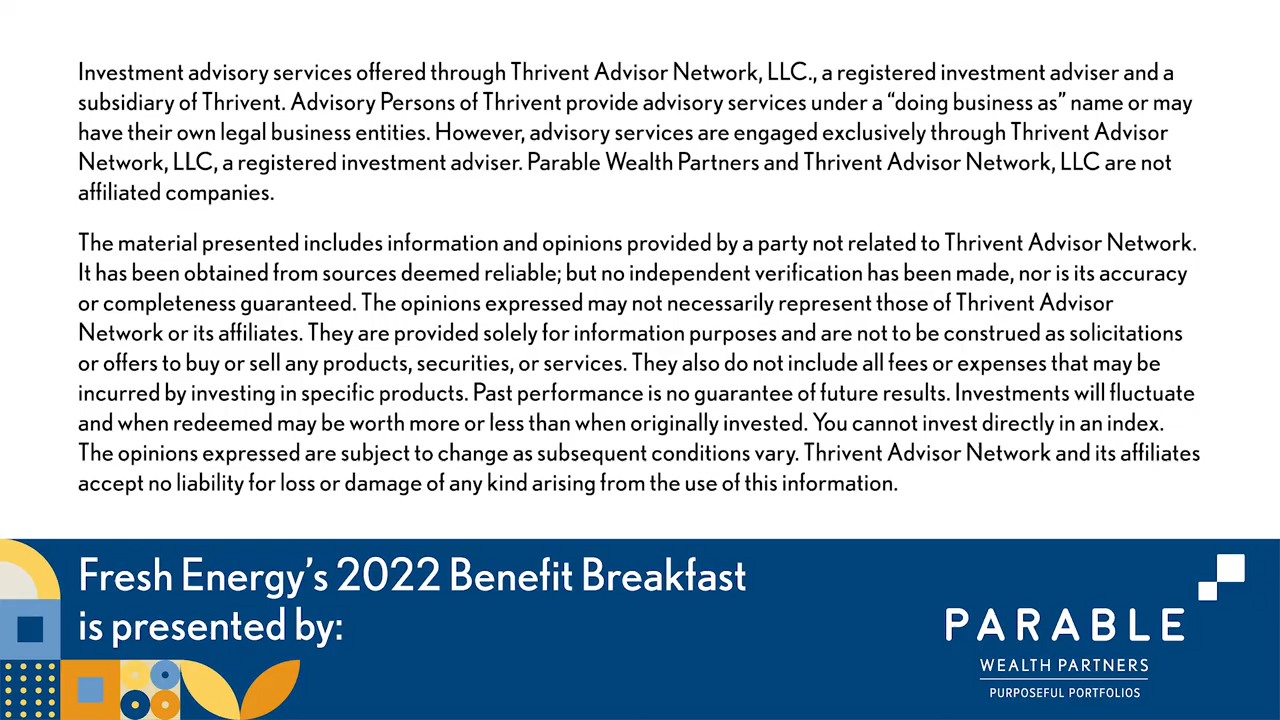 Investment advisory services offered through Thrivent Advisor Network, LLC., a registered investment adviser and a
subsidiary of Thrivent. Advisory Persons of Thrivent provide advisory services under a “doing business as” name or may
have their own legal business entities. However, advisory services are engaged exclusively through Thrivent Advisor
Network, LLC, a registered investment adviser. Parable Wealth Partners and Thrivent Advisor Network, LLC are not
affiliated companies.
The material presented includes information and opinions provided by a party not related to Thrivent Advisor Network.
It has been obtained from sources deemed reliable; but no independent verification has been made, nor is its accuracy
or completeness guaranteed. The opinions expressed may not necessarily represent those of Thrivent Advisor
Network or its affiliates. They are provided solely for information purposes and are not to be construed as solicitations
or offers to buy or sell any products, securities, or services. They also do not include all fees or expenses that may be
incurred by investing in specific products. Past performance is no guarantee of future results. Investments will fluctuate
and when redeemed may be worth more or less than when originally invested. You cannot invest directly in an index.
The opinions expressed are subject to change as subsequent conditions vary. Thrivent Advisor Network and its affiliates
accept no liability for loss or damage of any kind arising from the use of this information.
Fresh Energy’s 2022 Benefit Breakfast
is presented by:
PARABLE
WEALTH PARTNERS
PURPOSEFUL PORTFOLIOS